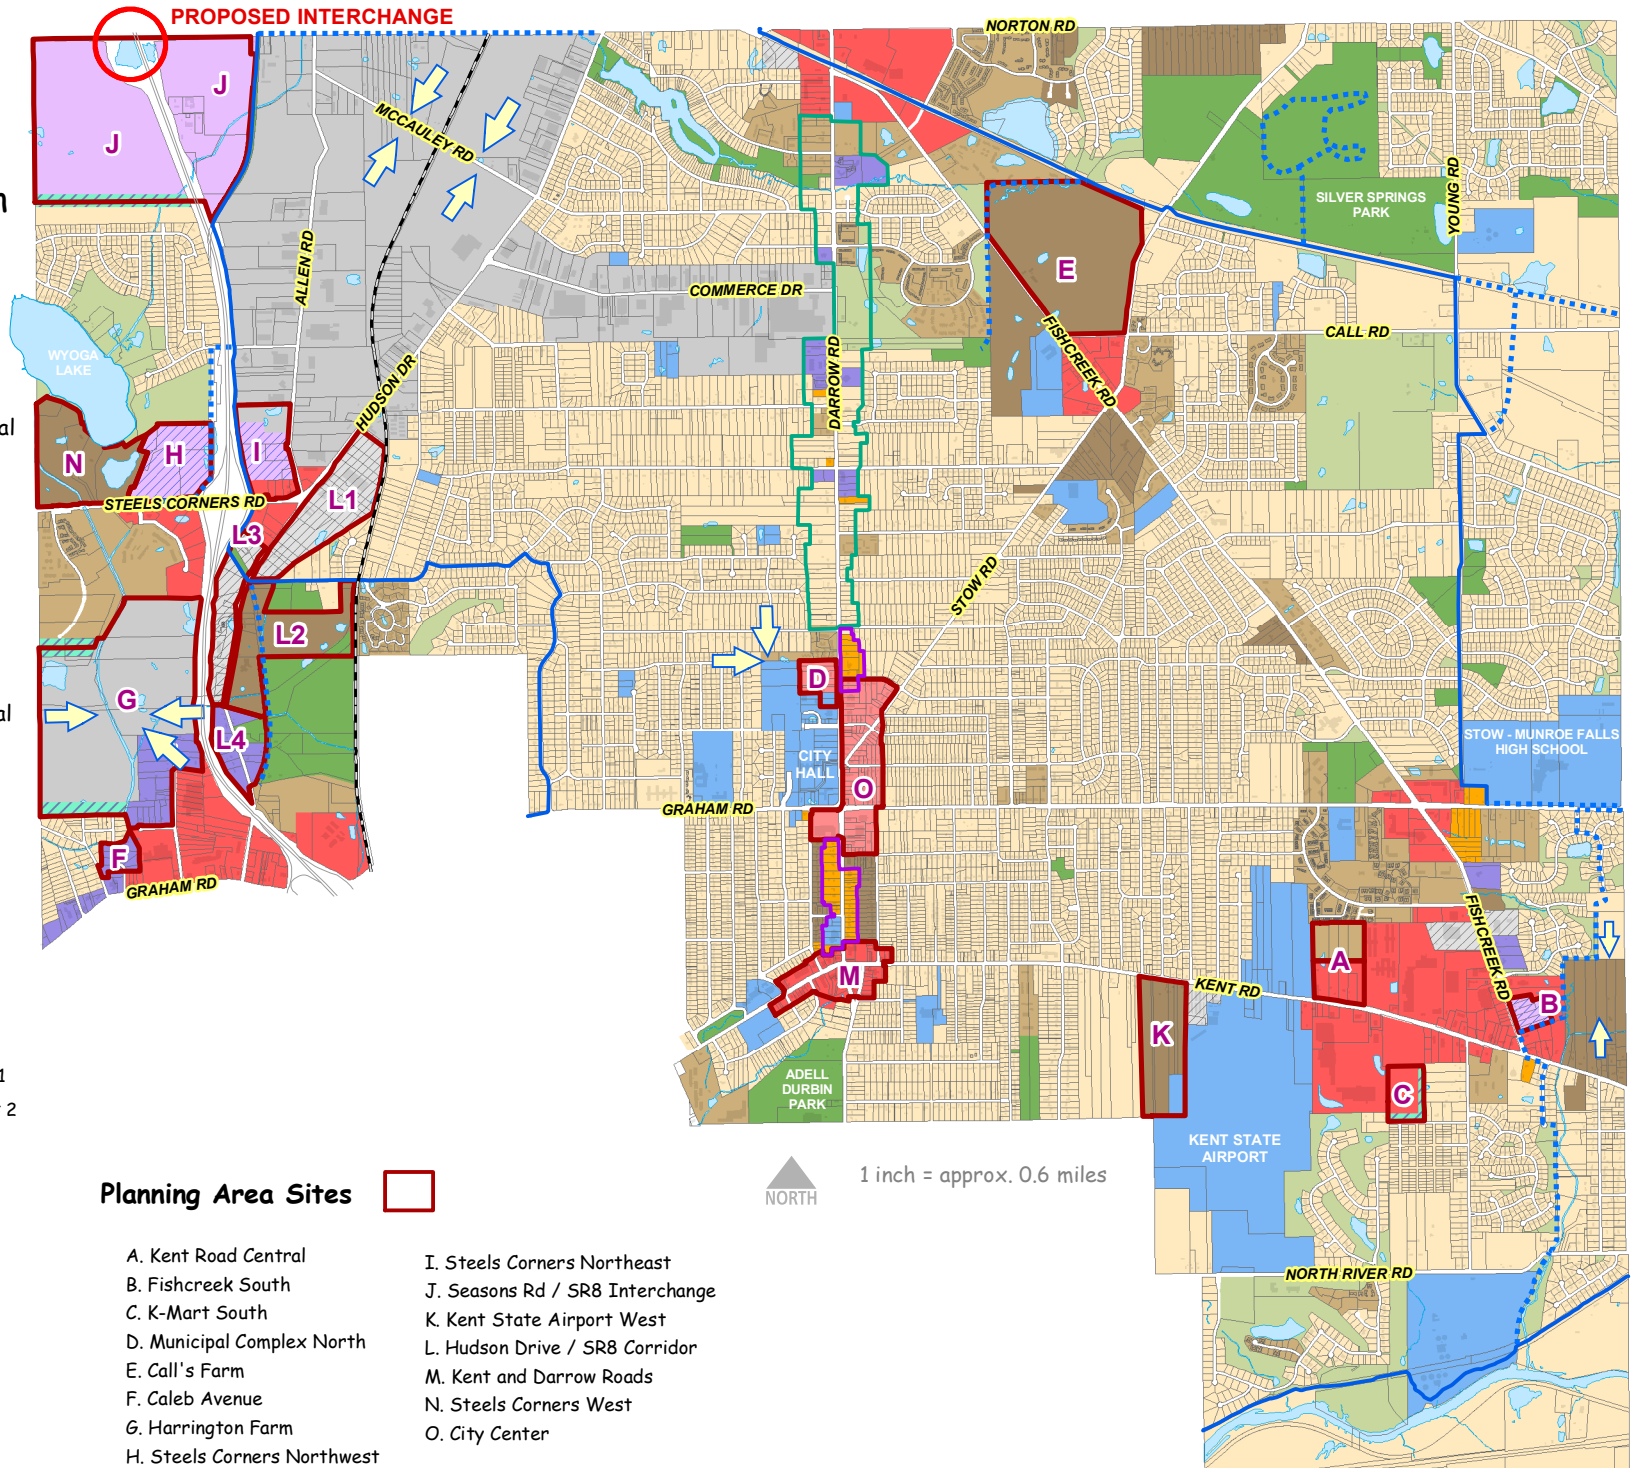 PROPOSED INTERCHANGE
NORTON RD
J
J
MCCAULEY RD
n
SILVER SPRINGS
PARK
YOUNG RD
ALLEN RD
E
COMMERCE DR
CALL RD
WYOGA
LAKE
HUDSON DR
DARROW RD
FISHCREEK RD
al
N
H
I
L1
STEELS CORNERS RD
L3
STOW RD
L2
D
G
al
L4
CITY
HALL
O
STOW - MUNROE FALLS
HIGH SCHOOL
GRAHAM RD
F
GRAHAM RD
FISHCREEK RD
A
M
KENT RD
B
K
1
2
ADELL
DURBIN
PARK
C
KENT STATE
AIRPORT
NORTH
1 inch = approx. 0.6 miles
NORTH RIVER RD
Planning Area Sites
A. Kent Road Central
B. Fishcreek South
C. K-Mart South
D. Municipal Complex North
E. Call's Farm
F. Caleb Avenue
G. Harrington Farm
H. Steels Corners Northwest
I. Steels Corners Northeast
J. Seasons Rd / SR8 Interchange
K. Kent State Airport West
L. Hudson Drive / SR8 Corridor
M. Kent and Darrow Roads
N. Steels Corners West
O. City Center